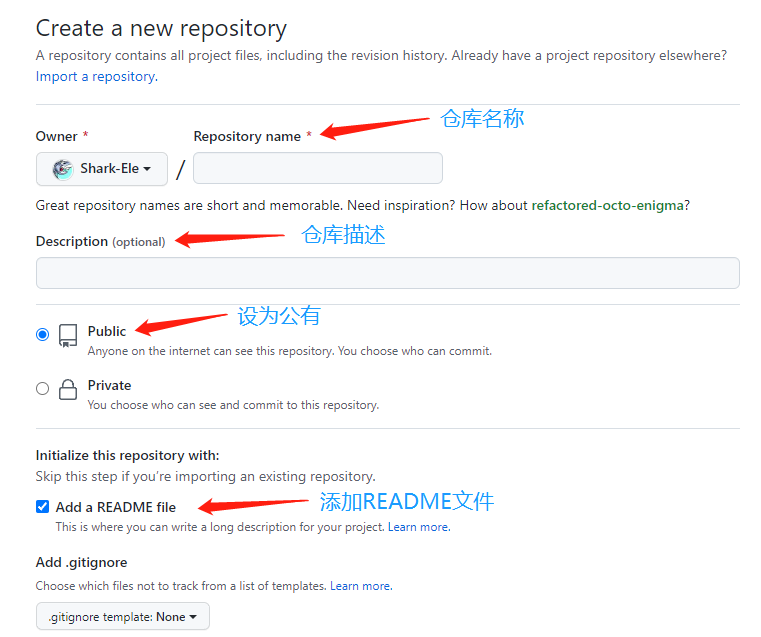 Create a new repository
A repository contains all project files, including the revision history. Already have a project repository elsewhere?
Import a repository.
仓库名称
Owner * Repository name *
Shark-Ele /
Great repository names are short and memorable. Need inspiration? How about refactored-octo-enigma?
Description (optional) 仓库描述
设为公有
Public
Anyone on the internet can see this repository. You choose who can commit.
Private
You choose who can see and commit to this repository.
Initialize this repository with:
Skip this step if you’re importing an existing repository.
Add a README file 添加README文件
This is where you can write a long description for your project. Learn more.
Add .gitignore
Choose which files not to track from a list of templates. Learn more.
.gitignore template: None